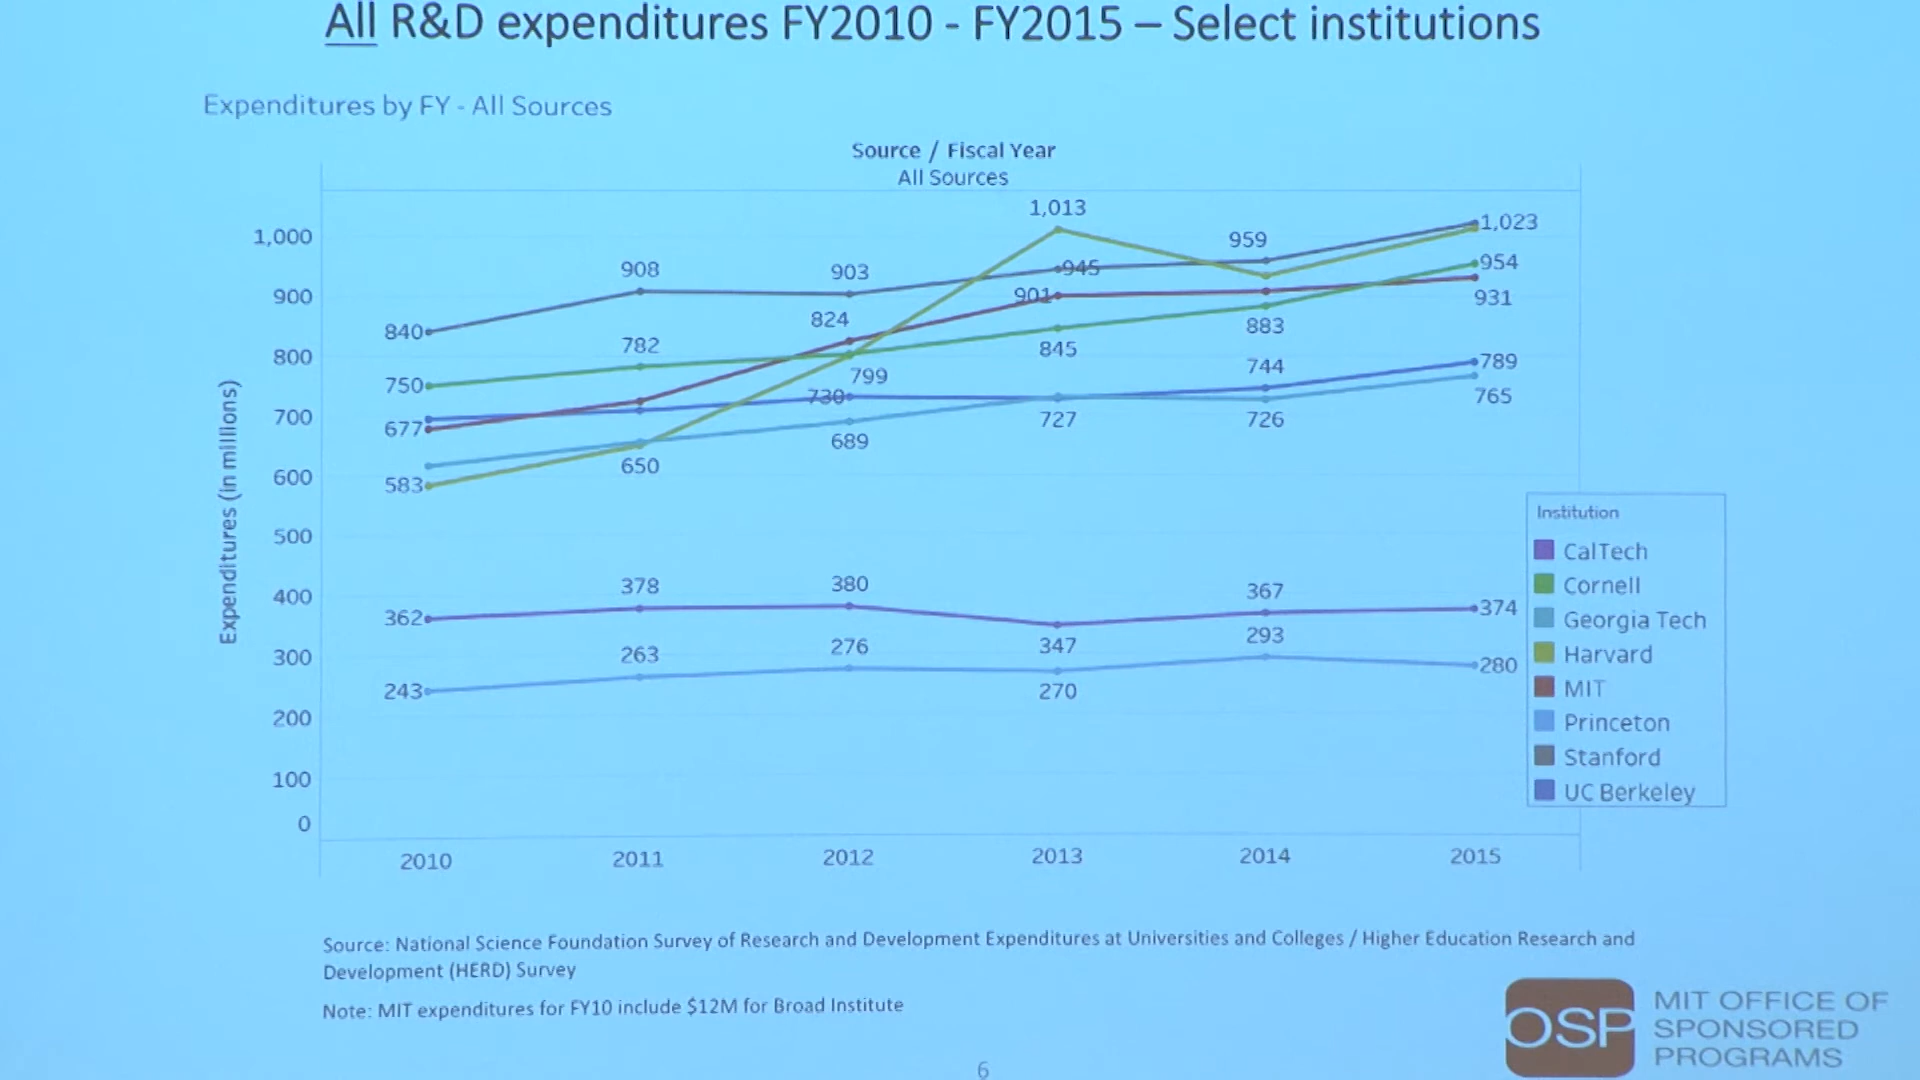 All R&D expenditures FY2010 - FY2015 – Select institutions
Expenditures by FY - All Sources
Source / Fiscal Year
All Sources
Expenditures (in millions)
1,000
900
800
700
600
500
400
300
200
100
0
840 908 903 945 959 1,023
750 782 845 883 954
677 824 901 931
730 744 789
583 650 799 1,013
689 727 726 765
362 378 380 347 367 374
243 263 276 270 293 280
2010 2011 2012 2013 2014 2015
Institution
CalTech
Cornell
Georgia Tech
Harvard
MIT
Princeton
Stanford
UC Berkeley
Source: National Science Foundation Survey of Research and Development Expenditures at Universities and Colleges / Higher Education Research and
Development (HERD) Survey
Note: MIT expenditures for FY10 include $12M for Broad Institute
OSP
MIT OFFICE OF
SPONSORED
PROGRAMS
6